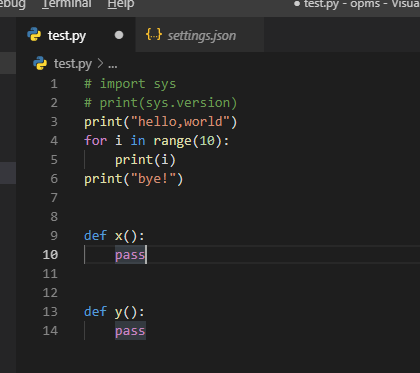 ebug Terminal Help ● test.py - opms - Visua
test.py ● {..} settings.json
test.py > ...
1 # import sys
2 # print(sys.version)
3 print("hello,world")
4 for i in range(10):
5     print(i)
6 print("bye!")
7
8
9 def x():
10     pass
11
12
13 def y():
14     pass